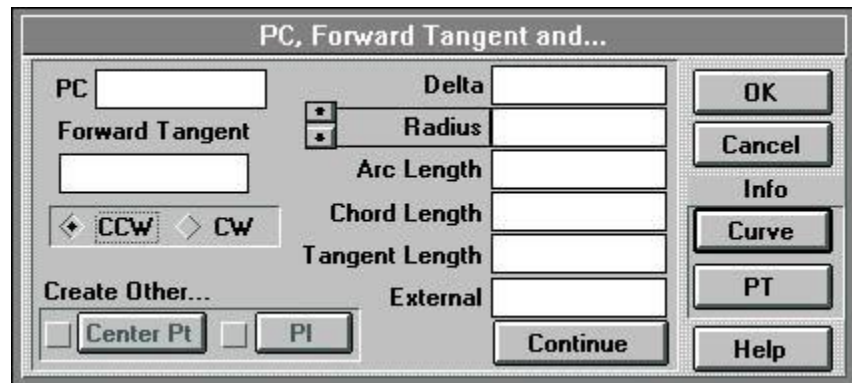 PC, Forward Tangent and...
PC
Forward Tangent
CCW CW
Create Other...
Center Pt PI
Delta
Radius
Arc Length
Chord Length
Tangent Length
External
Continue
OK
Cancel
Info
Curve
PT
Help